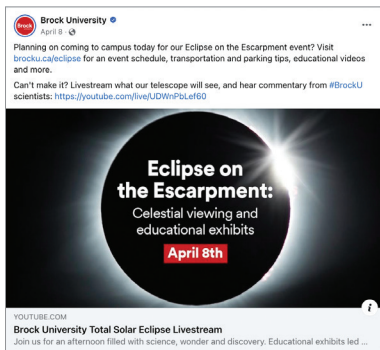 Brock University
April 8 ·
Planning on coming to campus today for our Eclipse on the Escarpment event? Visit
brocku.ca/eclipse for an event schedule, transportation and parking tips, educational videos
and more.
Can't make it? Livestream what our telescope will see, and hear commentary from #BrockU
scientists: https://youtube.com/live/UDWnPbLef60
Eclipse on
the Escarpment:
Celestial viewing and
educational exhibits
April 8th
YOUTUBE.COM
Brock University Total Solar Eclipse Livestream
Join us for an afternoon filled with science, wonder and discovery. Educational exhibits led ...